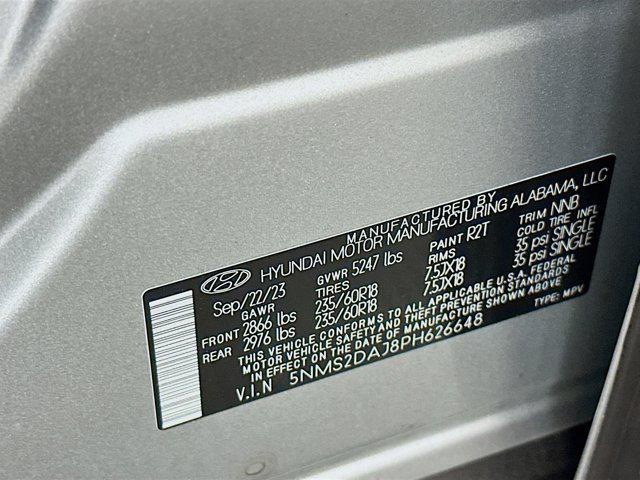 MANUFACTURED BY
HYUNDAI MOTOR MANUFACTURING ALABAMA, LLC
Sep/22/23 GVWR 5247 lbs PAINT R2T TRIM NNB
GAWR TIRES RIMS COLD TIRE INFL
FRONT 2866 lbs 235/60R18 7.5JX18 35 psi SINGLE
REAR 2976 lbs 235/60R18 7.5JX18 35 psi SINGLE
THIS VEHICLE CONFORMS TO ALL APPLICABLE U.S.A. FEDERAL
MOTOR VEHICLE SAFETY AND THEFT PREVENTION STANDARDS
IN EFFECT ON THE DATE OF MANUFACTURE SHOWN ABOVE
V.I.N 5NMS2DAJ8PH626648 TYPE: MPV